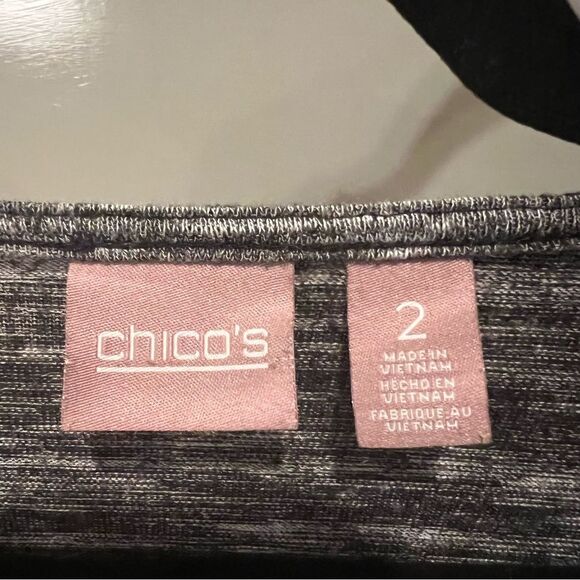 chico's
2
MADE IN
VIETNAM
HECHO EN
VIETNAM
FABRIQUE AU
VIETNAM